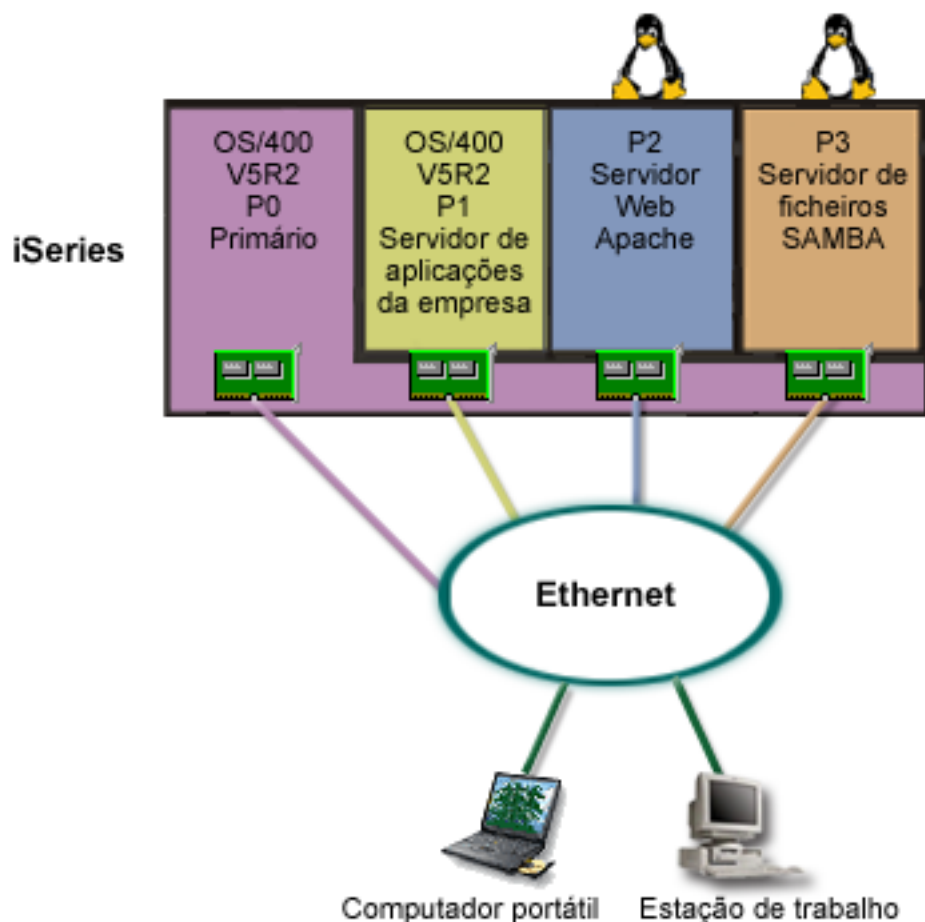 iSeries
OS/400
V5R2
P0
Primário
OS/400
V5R2
P1
Servidor de
aplicações
da empresa
P2
Servidor
Web
Apache
P3
Servidor de
ficheiros
SAMBA
Ethernet
Computador portátil
Estação de trabalho